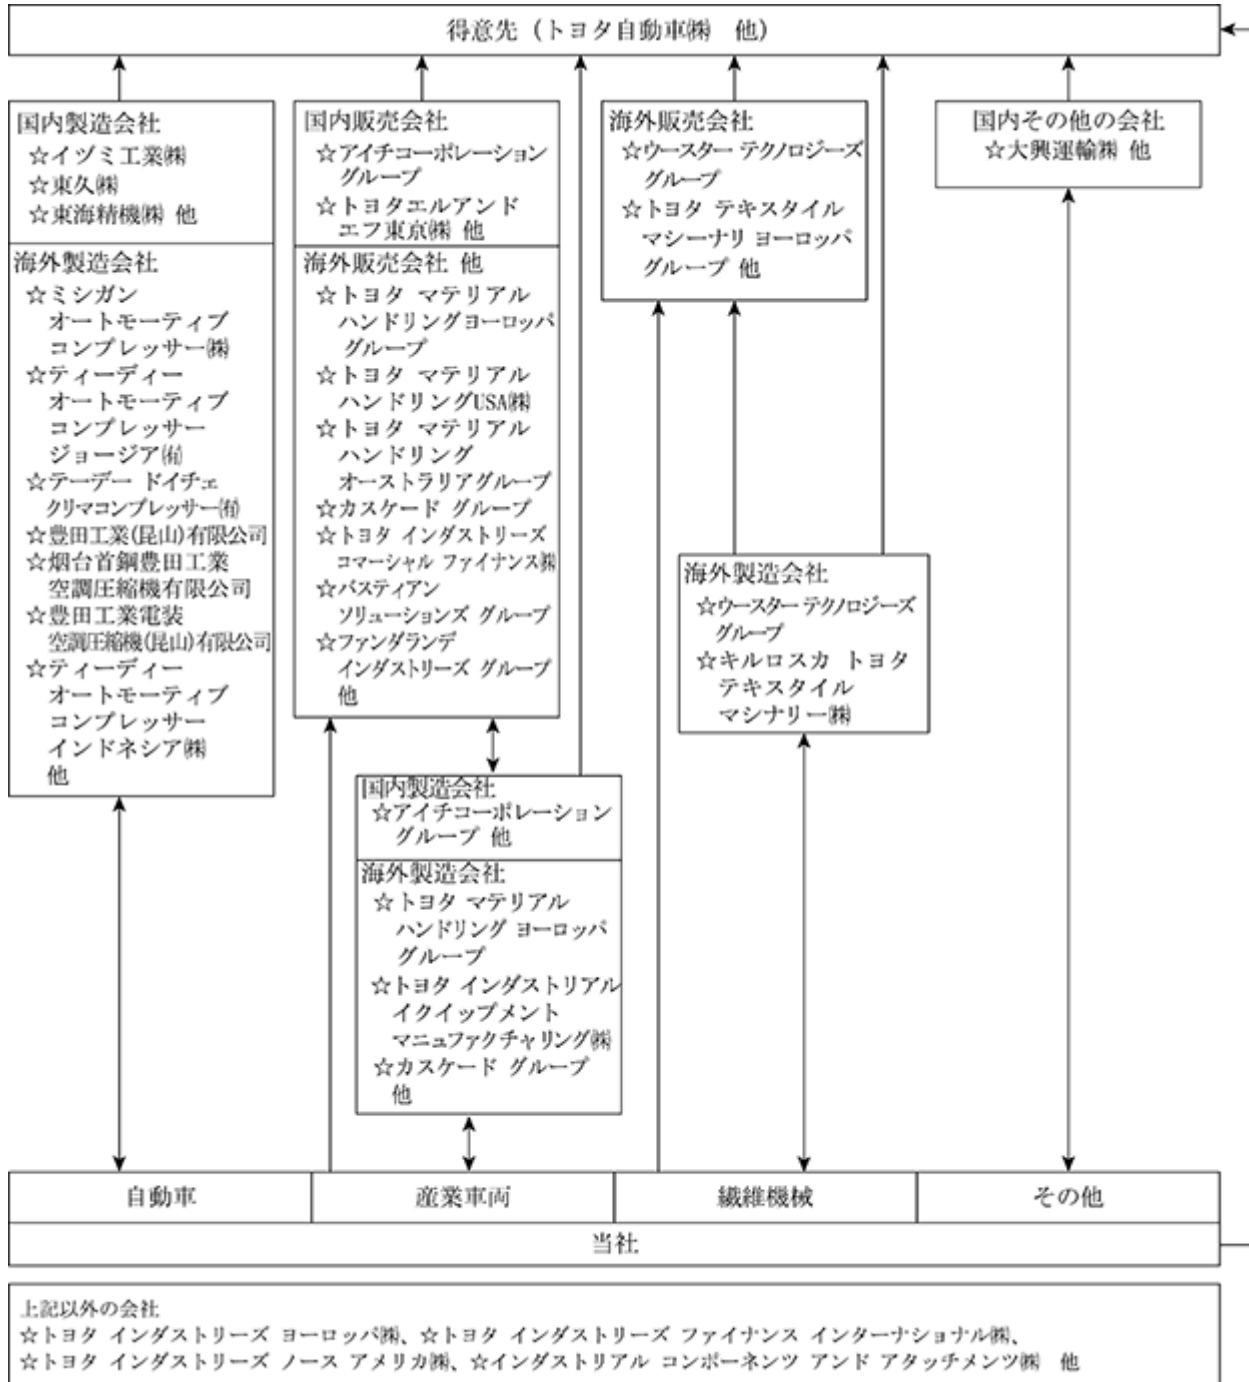 得意先（トヨタ自動車㈱　他）
国内製造会社
☆イヅミ工業㈱
☆東久㈱
☆東海精機㈱ 他
海外製造会社
☆ミシガン
オートモーティブ
コンプレッサー㈱
☆ティーディー
オートモーティブ
コンプレッサー
ジョージア㈲
☆テーデー ドイチェ
クリマコンプレッサー㈲
☆豊田工業(昆山)有限公司
☆烟台首鋼豊田工業
空調圧縮機有限公司
☆豊田工業電装
空調圧縮機(昆山)有限公司
☆ティーディー
オートモーティブ
コンプレッサー
インドネシア㈱
他
国内販売会社
☆アイチコーポレーション
グループ
☆トヨタエルアンド
エフ東京㈱ 他
海外販売会社 他
☆トヨタ マテリアル
ハンドリングヨーロッパ
グループ
☆トヨタ マテリアル
ハンドリングUSA㈱
☆トヨタ マテリアル
ハンドリング
オーストラリアグループ
☆カスケード グループ
☆トヨタ インダストリーズ
コマーシャル ファイナンス㈱
☆バスティアン
ソリューションズ グループ
☆ファンダランデ
インダストリーズ グループ
他
国内製造会社
☆アイチコーポレーション
グループ 他
海外製造会社
☆トヨタ マテリアル
ハンドリング ヨーロッパ
グループ
☆トヨタ インダストリアル
イクイップメント
マニュファクチャリング㈱
☆カスケード グループ
他
海外販売会社
☆ウースター テクノロジーズ
グループ
☆トヨタ テキスタイル
マシーナリ ヨーロッパ
グループ 他
海外製造会社
☆ウースター テクノロジーズ
グループ
☆キルロスカ トヨタ
テキスタイル
マシナリー㈱
国内その他の会社
☆大興運輸㈱ 他
自動車
産業車両
繊維機械
その他
当社
上記以外の会社
☆トヨタ インダストリーズ ヨーロッパ㈱、☆トヨタ インダストリーズ ファイナンス インターナショナル㈱、
☆トヨタ インダストリーズ ノース アメリカ㈱、☆インダストリアル コンポーネンツ アンド アタッチメンツ㈱　他